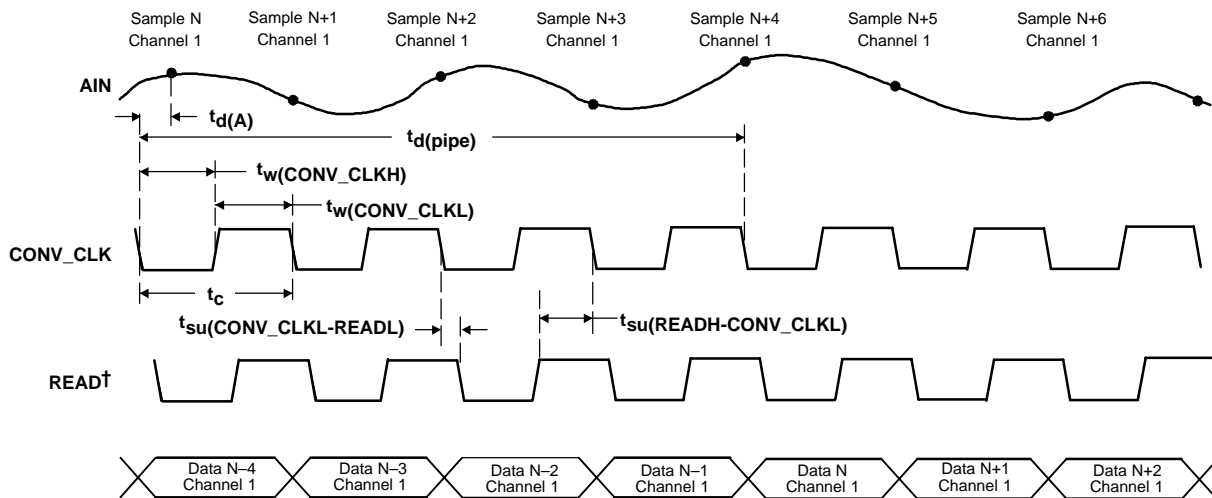 Sample N Sample N+1 Sample N+2 Sample N+3 Sample N+4 Sample N+5 Sample N+6
Channel 1 Channel 1 Channel 1 Channel 1 Channel 1 Channel 1 Channel 1
AIN
td(A)
td(pipe)
tw(CONV_CLKH)
tw(CONV_CLKL)
CONV_CLK
tc
tsu(CONV_CLKL-READL) tsu(READH-CONV_CLKL)
READ†
Data N–4 Data N–3 Data N–2 Data N–1 Data N Data N+1 Data N+2
Channel 1 Channel 1 Channel 1 Channel 1 Channel 1 Channel 1 Channel 1